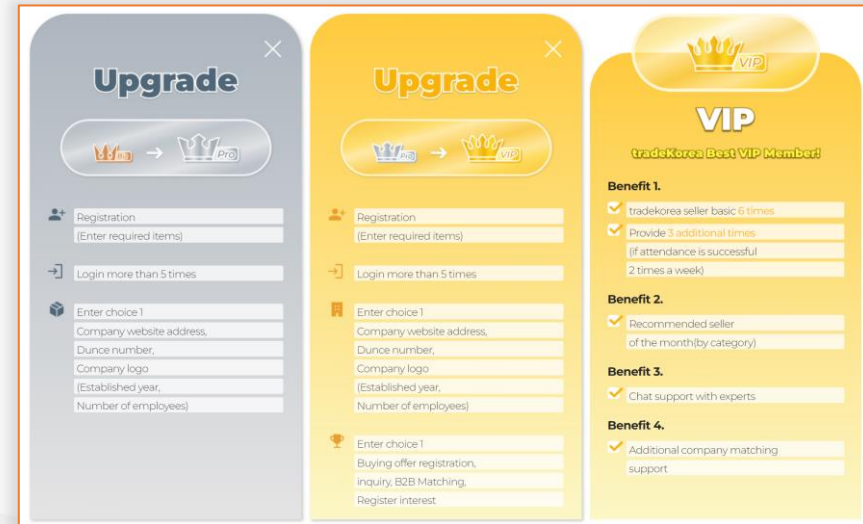 Upgrade
Pro
Registration
(Enter required items)
Login more than 5 times
Enter choice 1
Company website address,
Dunce number,
Company logo
(Established year,
Number of employees)
Upgrade
Pro
VIP
Registration
(Enter required items)
Login more than 5 times
Enter choice 1
Company website address,
Dunce number,
Company logo
(Established year,
Number of employees)
Enter choice 1
Buying offer registration,
inquiry, B2B Matching,
Register interest
VIP
VIP
tradeKorea Best VIP Member!
Benefit 1.
tradekorea seller basic 6 times
Provide 3 additional times
(if attendance is successful
2 times a week)
Benefit 2.
Recommended seller
of the month(by category)
Benefit 3.
Chat support with experts
Benefit 4.
Additional company matching
support